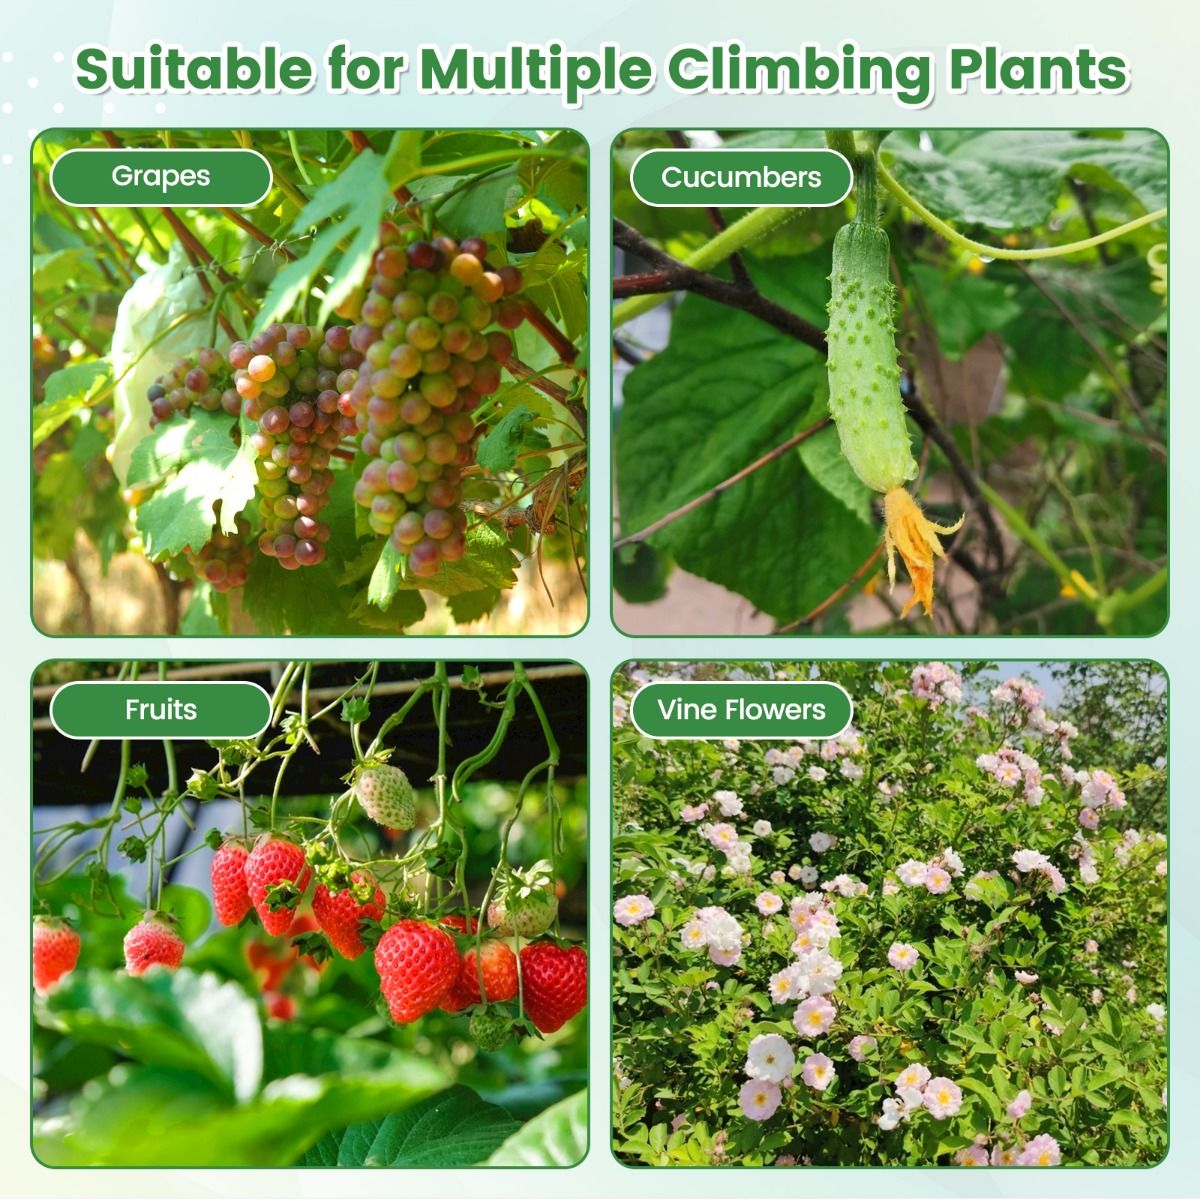 Suitable for Multiple Climbing Plants
Grapes
Cucumbers
Fruits
Vine Flowers